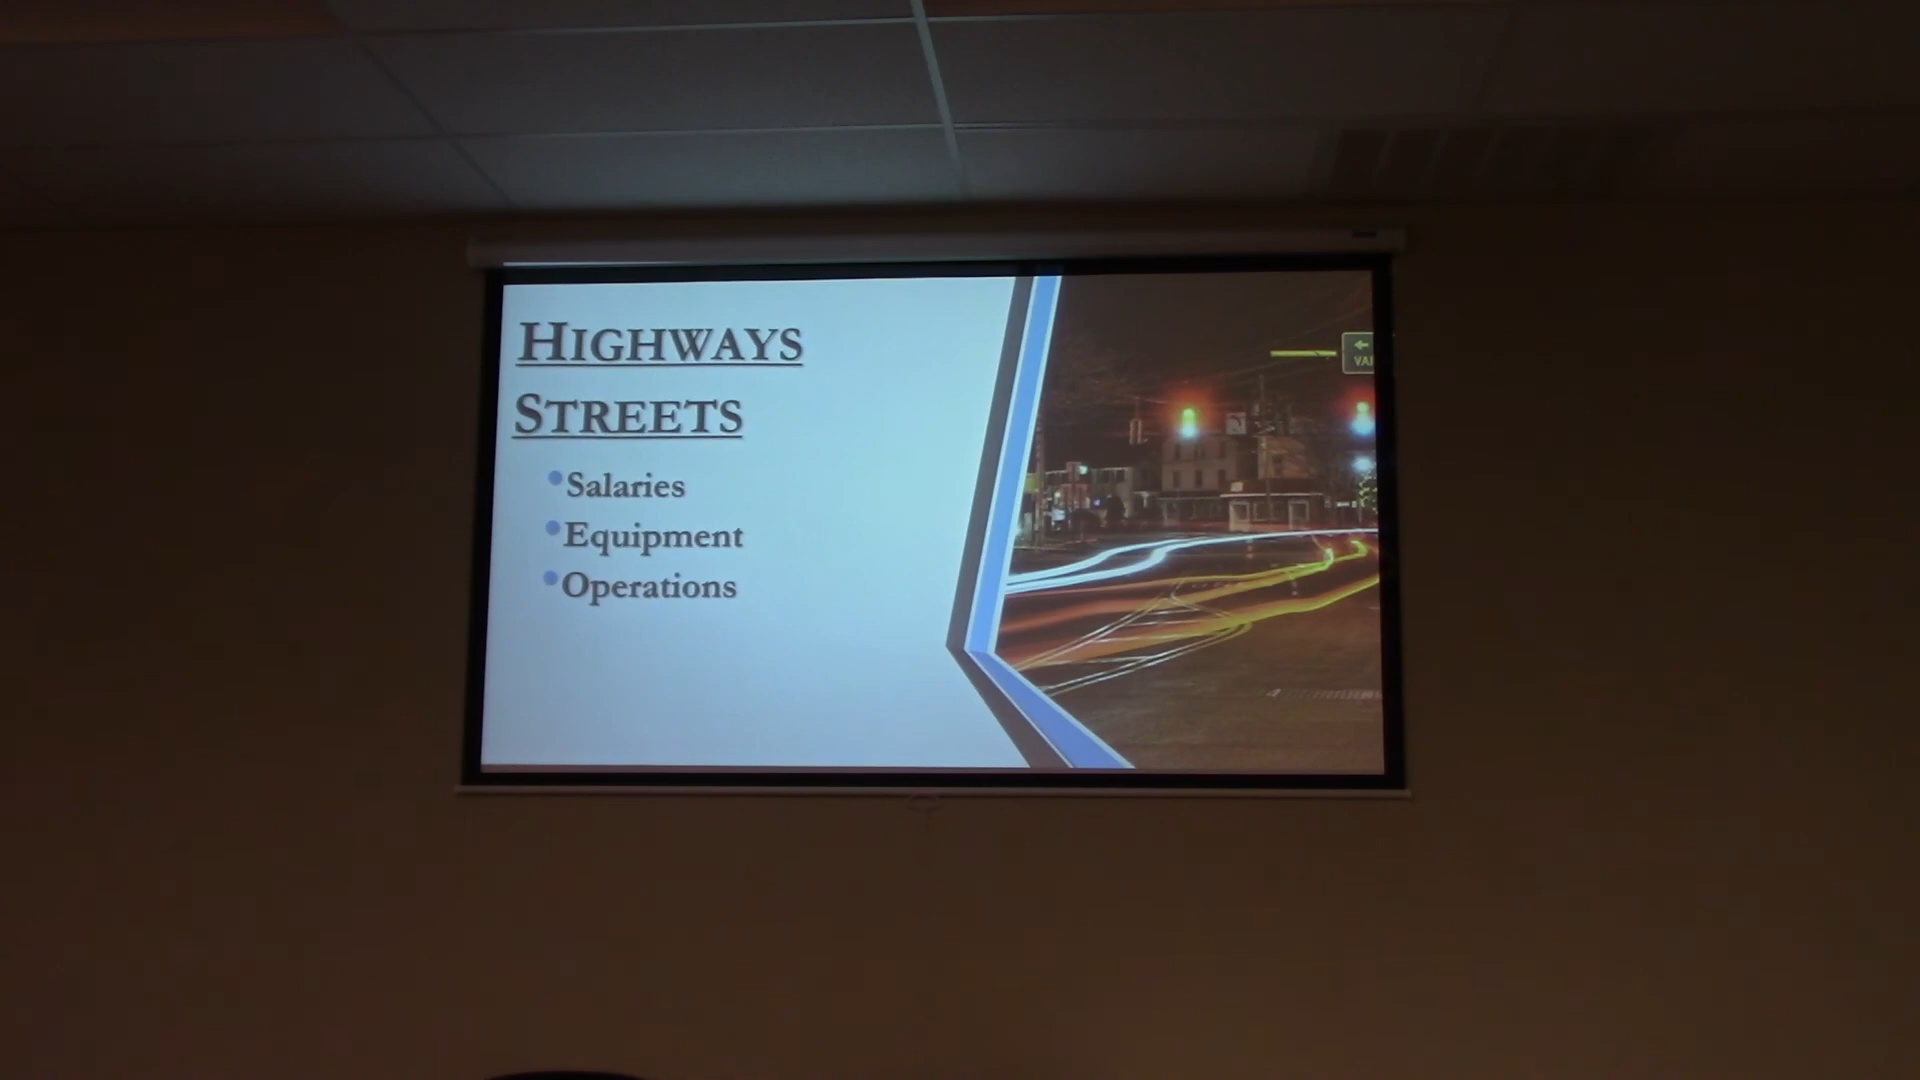 HIGHWAYS
STREETS
Salaries
Equipment
Operations